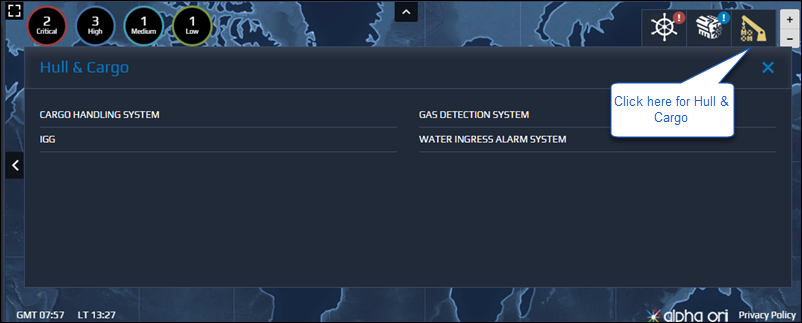 2 3 1 1
Critical High Medium Low
+
! !
−
Hull & Cargo
Click here for Hull &
Cargo
CARGO HANDLING SYSTEM GAS DETECTION SYSTEM
IGG WATER INGRESS ALARM SYSTEM
GMT 07:57 LT 13:27 alpha ori Privacy Policy